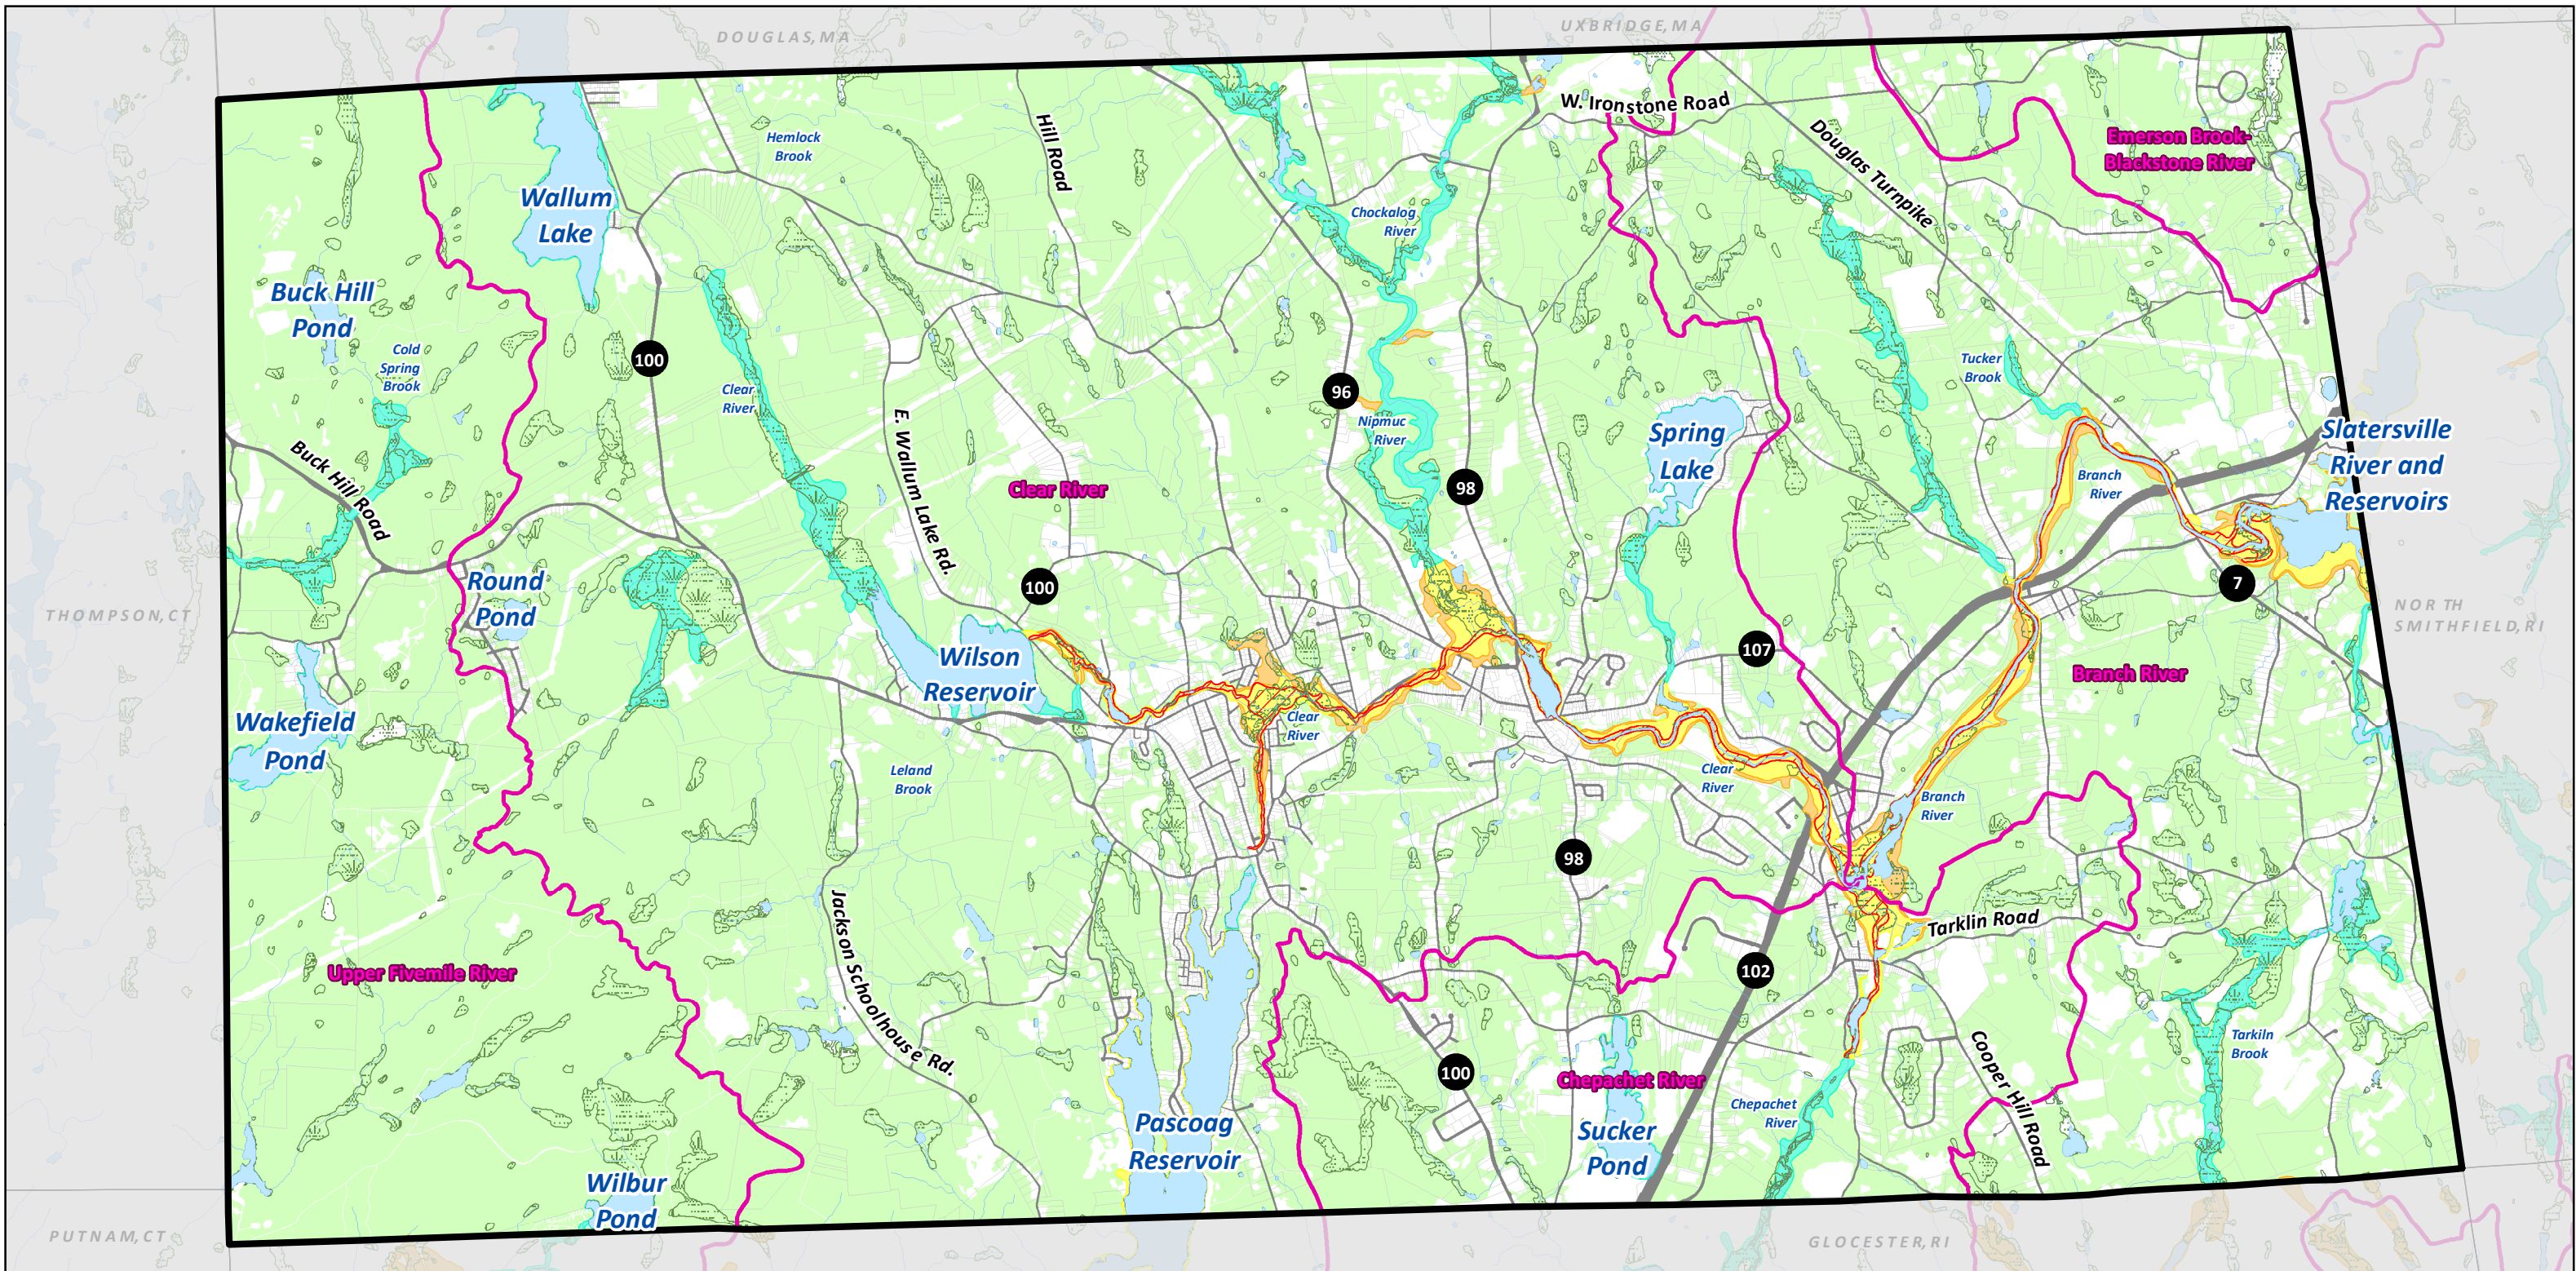 DOUGLAS, MA
UXBRIDGE, MA
W. Ironstone Road
Hill Road
Douglas Turnpike
Emerson Brook-
Blackstone River
Hemlock
Brook
Wallum
Lake
Chockalog
River
Buck Hill
Pond
Cold
Spring
Brook
100
Clear
River
96
Nipmuc
River
Tucker
Brook
E. Wallum Lake Rd.
Spring
Lake
Slatersville
River and
Reservoirs
Buck Hill Road
Clear River
98
Branch
River
THOMPSON, CT
Round
Pond
100
7
NORTH
SMITHFIELD, RI
Wilson
Reservoir
107
Branch River
Wakefield
Pond
Clear
River
Leland
Brook
Clear
River
Branch
River
98
Jackson Schoolhouse Rd.
Tarklin Road
Upper Fivemile River
102
Cooper Hill Road
Tarkiln
Brook
100
Chepachet River
Chepachet
River
Pascoag
Reservoir
Sucker
Pond
Wilbur
Pond
PUTNAM, CT
GLOCESTER, RI